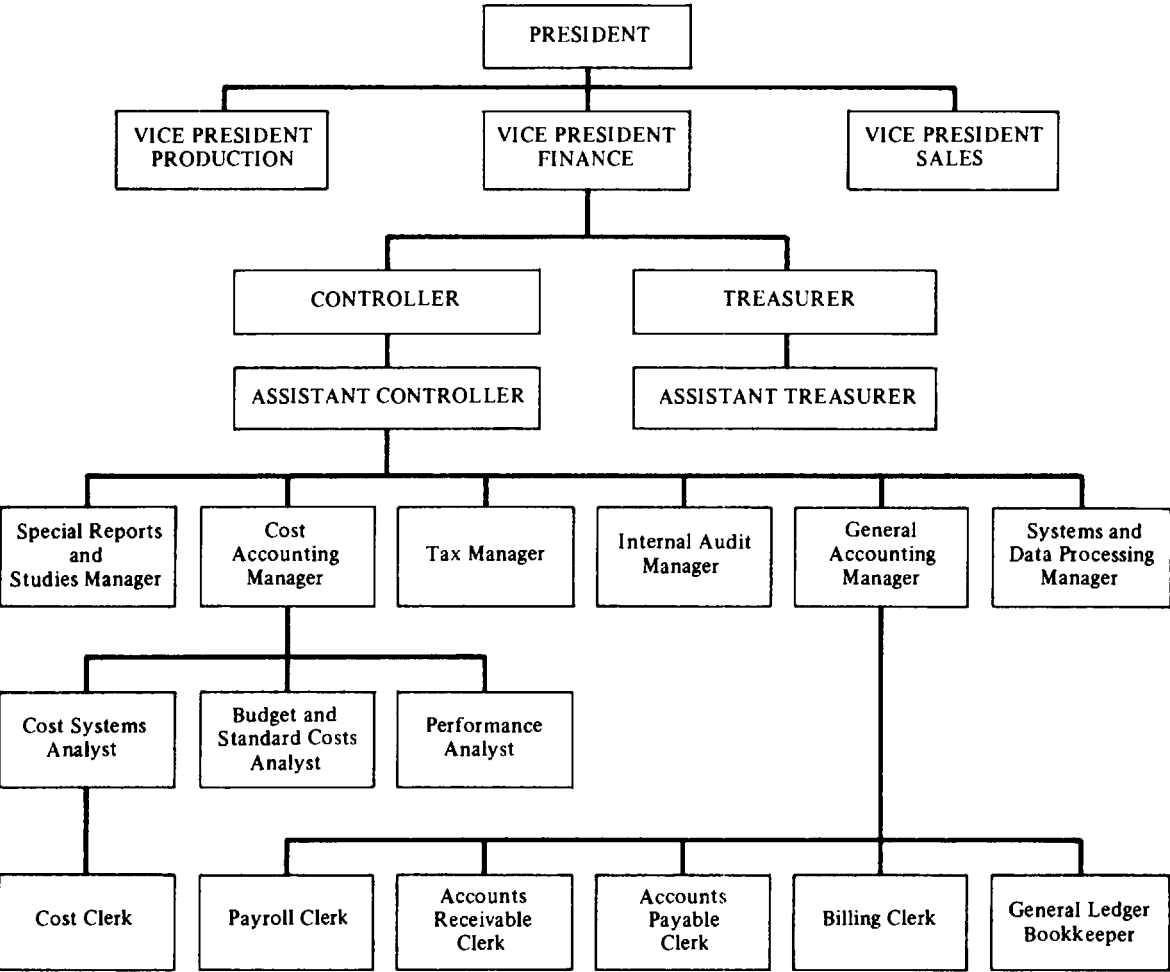 PRESIDENT
VICE PRESIDENT
PRODUCTION
VICE PRESIDENT
FINANCE
VICE PRESIDENT
SALES
CONTROLLER
TREASURER
ASSISTANT CONTROLLER
ASSISTANT TREASURER
Special Reports
and
Studies Manager
Cost
Accounting
Manager
Tax Manager
Internal Audit
Manager
General
Accounting
Manager
Systems and
Data Processing
Manager
Cost Systems
Analyst
Budget and
Standard Costs
Analyst
Performance
Analyst
Cost Clerk
Payroll Clerk
Accounts
Receivable
Clerk
Accounts
Payable
Clerk
Billing Clerk
General Ledger
Bookkeeper